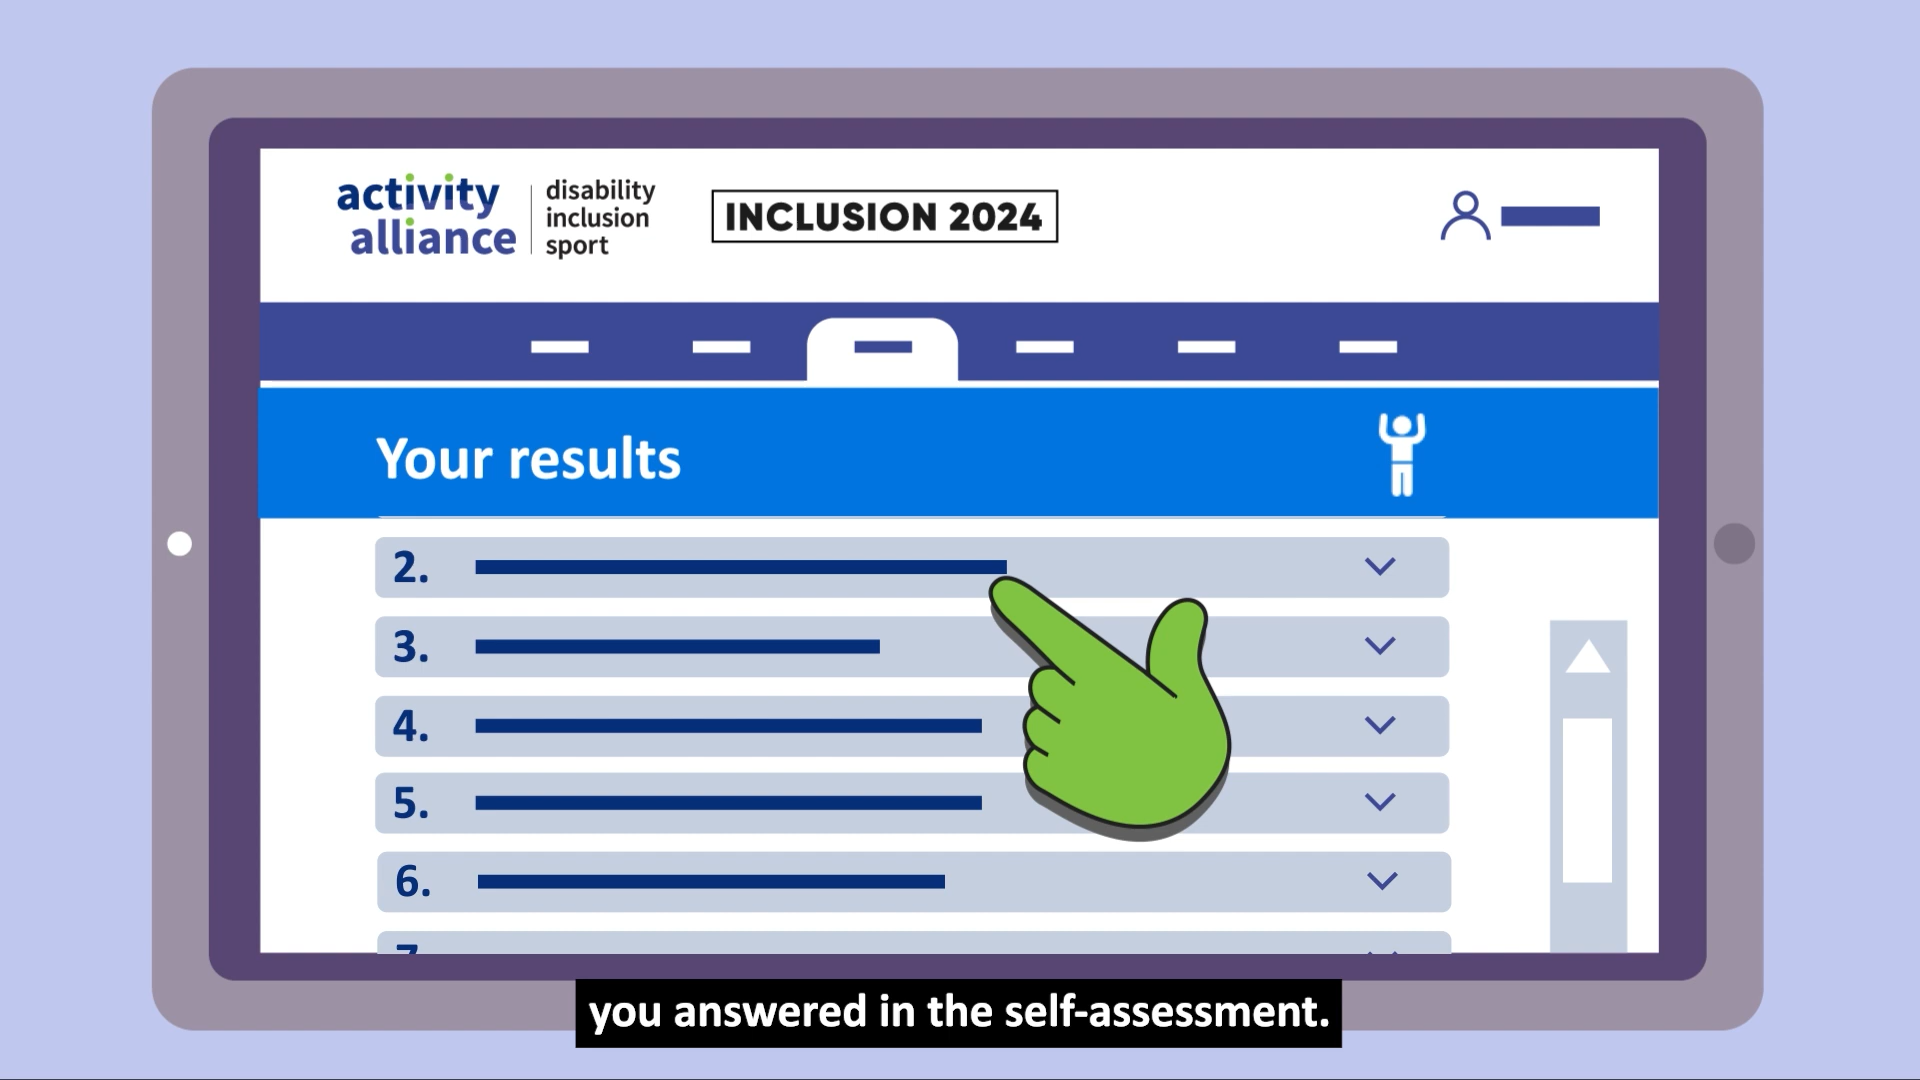 activity
alliance
disability
inclusion
sport
INCLUSION 2024
Your results
2.
3.
4.
5.
6.
you answered in the self-assessment.